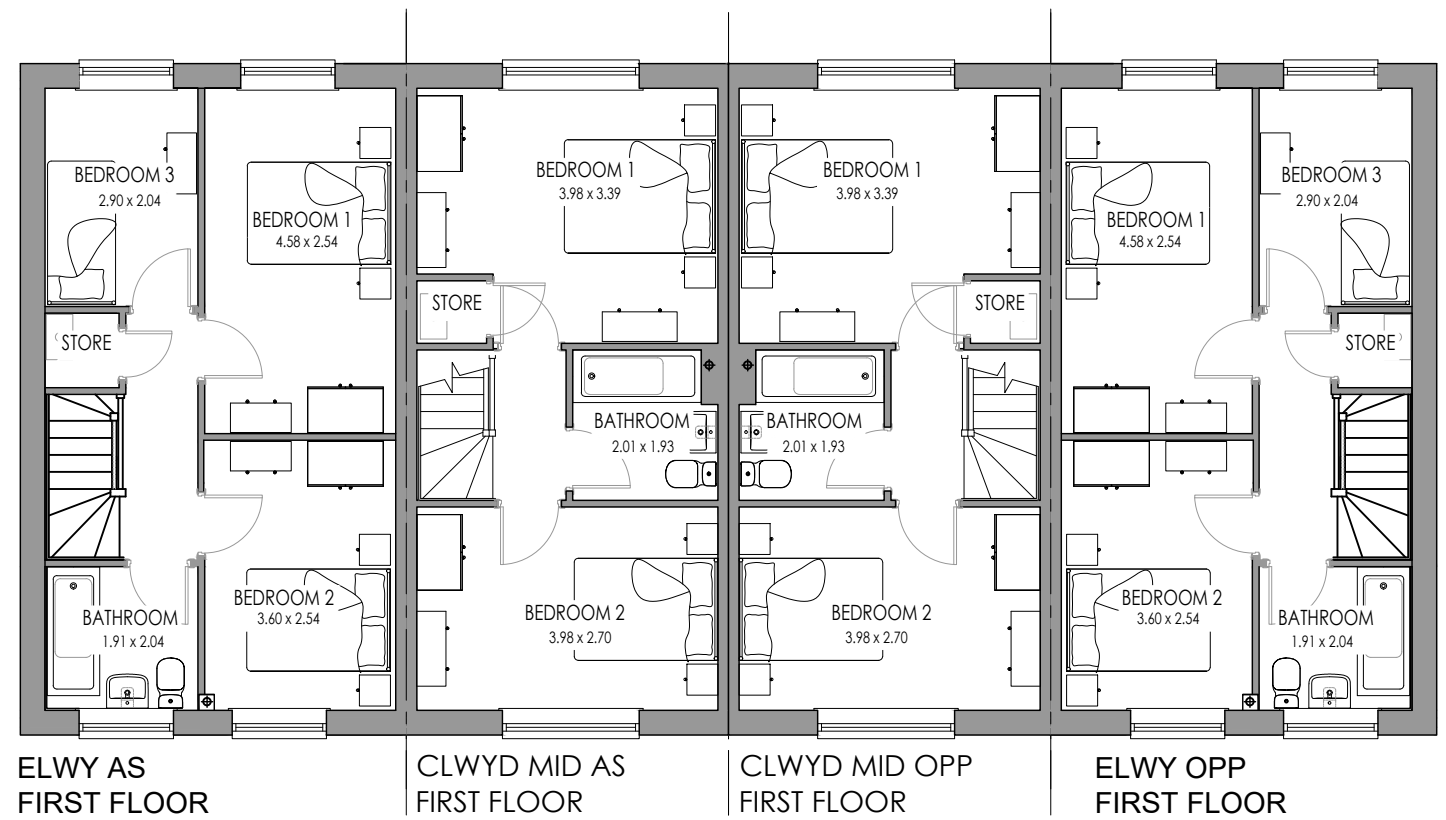 BEDROOM 3
2.90 x 2.04
BEDROOM 1
4.58 x 2.54
STORE
BATHROOM
1.91 x 2.04
BEDROOM 2
3.60 x 2.54
ELWY AS
FIRST FLOOR
BEDROOM 1
3.98 x 3.39
STORE
BATHROOM
2.01 x 1.93
BEDROOM 2
3.98 x 2.70
CLWYD MID AS
FIRST FLOOR
BEDROOM 1
3.98 x 3.39
STORE
BATHROOM
2.01 x 1.93
BEDROOM 2
3.98 x 2.70
CLWYD MID OPP
FIRST FLOOR
BEDROOM 1
4.58 x 2.54
BEDROOM 3
2.90 x 2.04
STORE
BEDROOM 2
3.60 x 2.54
BATHROOM
1.91 x 2.04
ELWY OPP
FIRST FLOOR